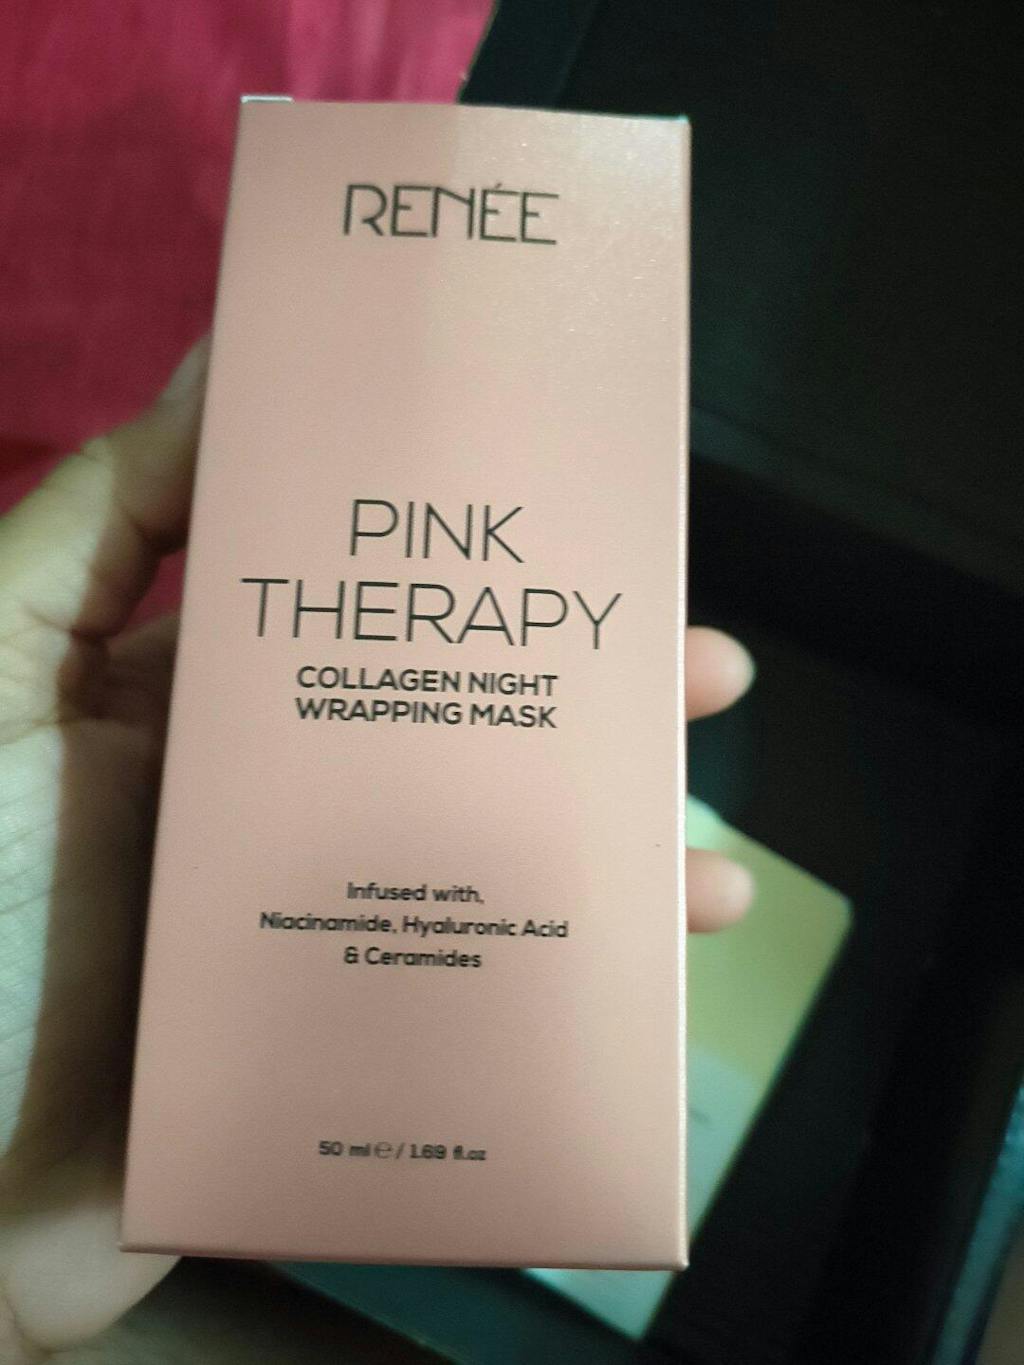 RENÉE
PINK
THERAPY
COLLAGEN NIGHT
WRAPPING MASK
Infused with,
Niacinamide, Hyaluronic Acid
& Ceramides
50 ml ℮ / 1.69 fl.oz